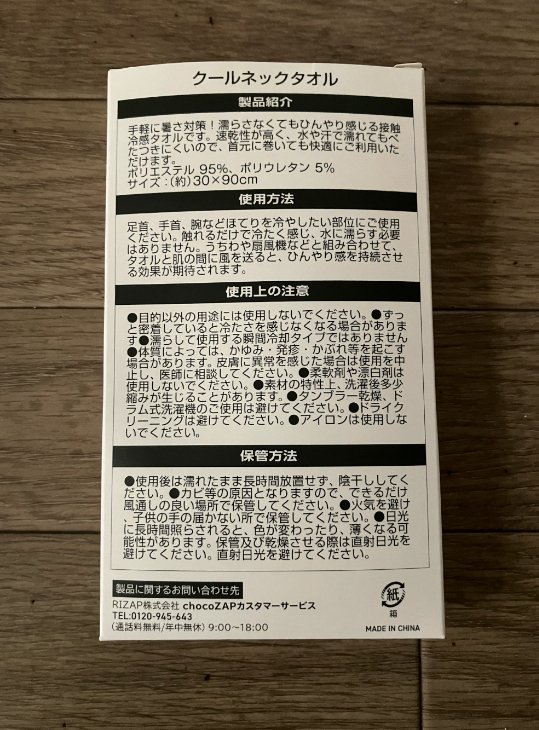 クールネックタオル
製品紹介
手軽に暑さ対策！濡らさなくてもひんやり感じる接触
冷感タオルです。速乾性が高く、水や汗で濡れてもべ
たつきにくいので、首元に巻いても快適にご利用いた
だけます。
ポリエステル 95%、ポリウレタン 5%
サイズ：(約)30×90cm
使用方法
足首、手首、腕などほてりを冷やしたい部位にご使用
ください。触れるだけで冷たく感じ、水に濡らす必要
はありません。うちわや扇風機などと組み合わせて、
タオルと肌の間に風を送ると、ひんやり感を持続させ
る効果が期待されます。
使用上の注意
●目的以外の用途には使用しないでください。●ずっ
と密着していると冷たさを感じなくなる場合がありま
す●濡らして使用する瞬間冷却タイプではありません
●体質によっては、かゆみ・発疹・かぶれ等を起こす
場合があります。皮膚に異常を感じた場合は使用を中
止し、医師に相談してください。●柔軟剤や漂白剤は
使用しないでください。●素材の特性上、洗濯後多少
縮みが生じることがあります。●タンブラー乾燥、ド
ラム式洗濯機のご使用は避けてください。●ドライク
リーニングは避けてください。●アイロンは使用しな
いでください。
保管方法
●使用後は濡れたまま長時間放置せず、陰干ししてく
ださい。●カビ等の原因となりますので、できるだけ
風通しの良い場所で保管してください。●火気を避け
、子供の手の届かない所で保管してください。●日光
に長時間照らされると、色が変わったり、薄くなる可
能性があります。保管及び乾燥させる際は直射日光を
避けてください。直射日光を避けてください。
製品に関するお問い合わせ先
RIZAP株式会社 chocoZAPカスタマーサービス
TEL:0120-945-643
(通話料無料/年中無休) 9:00~18:00
紙
箱
MADE IN CHINA